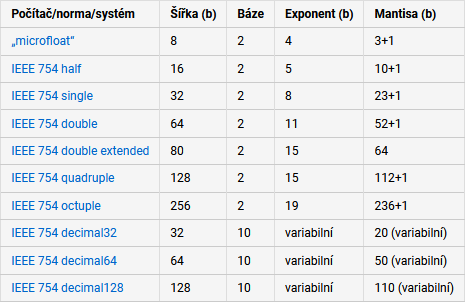 Počítač/norma/systém Šířka (b) Báze Exponent (b) Mantisa (b)
„microfloat“ 8 2 4 3+1
IEEE 754 half 16 2 5 10+1
IEEE 754 single 32 2 8 23+1
IEEE 754 double 64 2 11 52+1
IEEE 754 double extended 80 2 15 64
IEEE 754 quadruple 128 2 15 112+1
IEEE 754 octuple 256 2 19 236+1
IEEE 754 decimal32 32 10 variabilní 20 (variabilní)
IEEE 754 decimal64 64 10 variabilní 50 (variabilní)
IEEE 754 decimal128 128 10 variabilní 110 (variabilní)